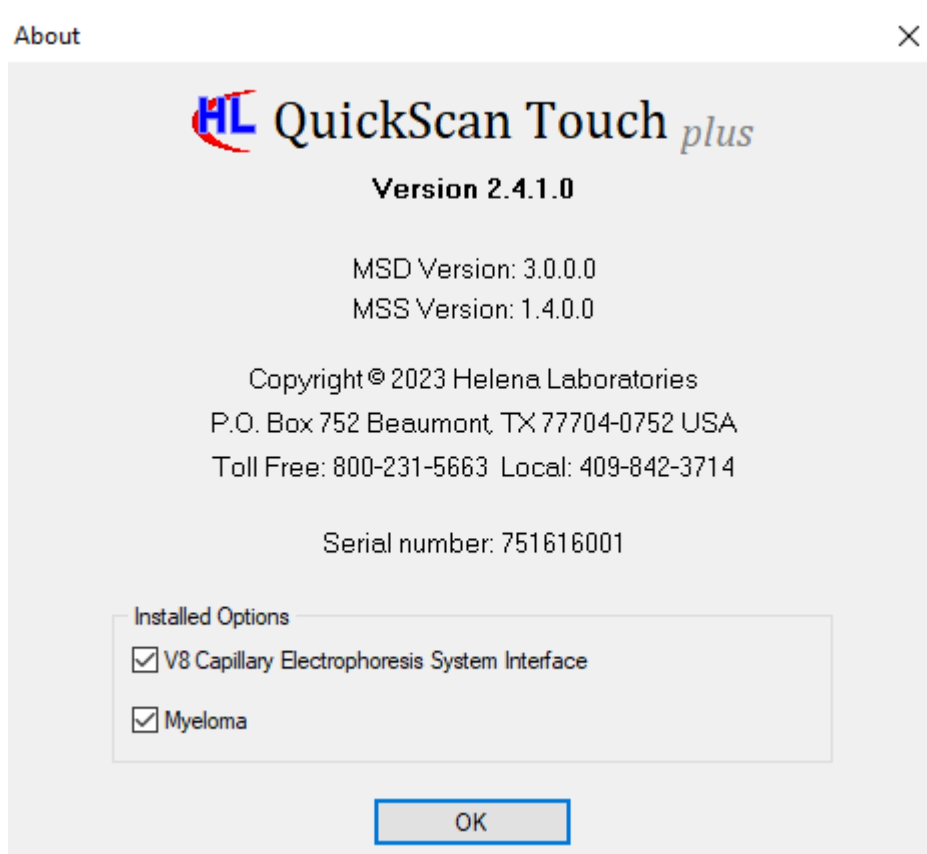 About
HL QuickScan Touch plus
Version 2.4.1.0
MSD Version: 3.0.0.0
MSS Version: 1.4.0.0
Copyright © 2023 Helena Laboratories
P.O. Box 752 Beaumont, TX 77704-0752 USA
Toll Free: 800-231-5663 Local: 409-842-3714
Serial number: 751616001
Installed Options
V8 Capillary Electrophoresis System Interface
Myeloma
OK